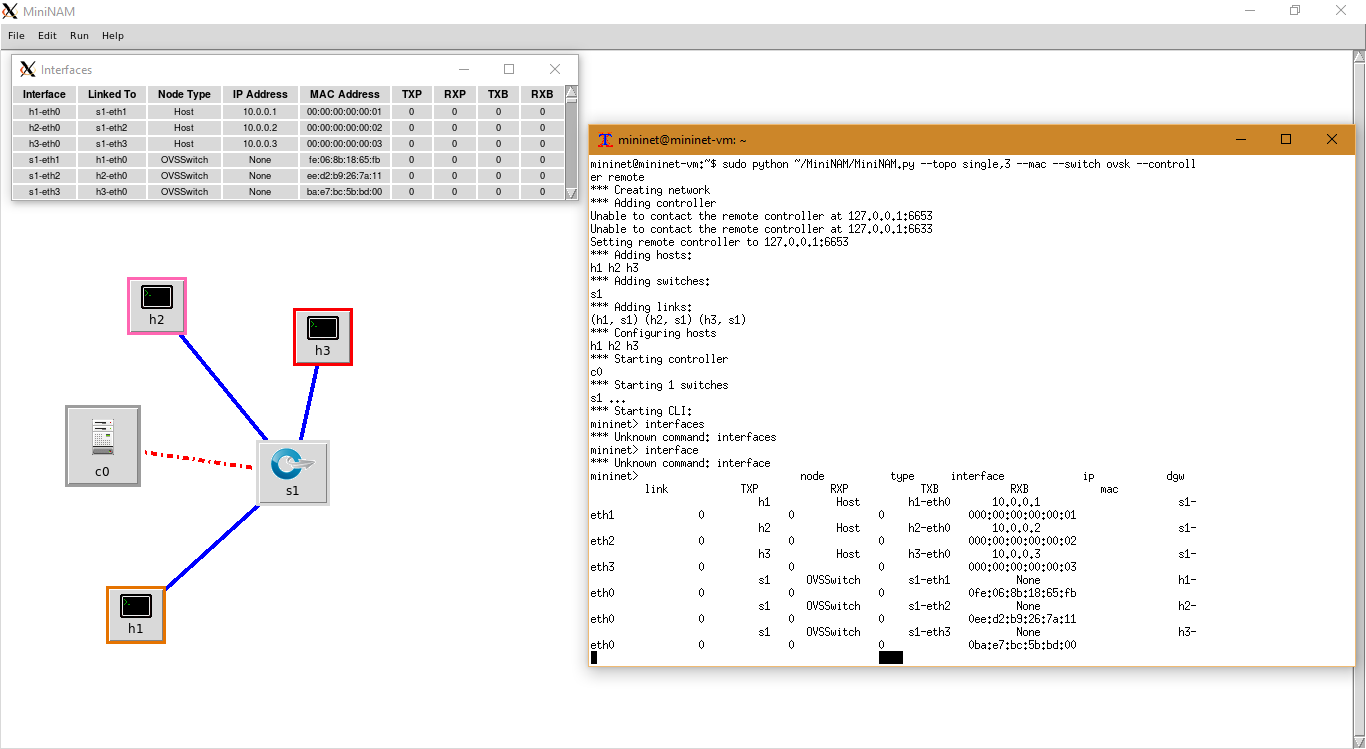 MiniNAM
File Edit Run Help
Interfaces
Interface Linked To Node Type IP Address MAC Address TXP RXP TXB RXB
h1-eth0 s1-eth1 Host 10.0.0.1 00:00:00:00:00:01 0 0 0 0
h2-eth0 s1-eth2 Host 10.0.0.2 00:00:00:00:00:02 0 0 0 0
h3-eth0 s1-eth3 Host 10.0.0.3 00:00:00:00:00:03 0 0 0 0
s1-eth1 h1-eth0 OVSSwitch None fe:06:8b:18:65:fb 0 0 0 0
s1-eth2 h2-eth0 OVSSwitch None ee:d2:b9:26:7a:11 0 0 0 0
s1-eth3 h3-eth0 OVSSwitch None ba:e7:bc:5b:bd:00 0 0 0 0
h2
h3
c0
s1
h1
mininet@mininet-vm: ~
mininet@mininet-vm:~$ sudo python ~/MiniNAM/MiniNAM.py --topo single,3 --mac --switch ovsk --controll
er remote
*** Creating network
*** Adding controller
Unable to contact the remote controller at 127.0.0.1:6653
Unable to contact the remote controller at 127.0.0.1:6633
Setting remote controller to 127.0.0.1:6653
*** Adding hosts:
h1 h2 h3
*** Adding switches:
s1
*** Adding links:
(h1, s1) (h2, s1) (h3, s1)
*** Configuring hosts
h1 h2 h3
*** Starting controller
c0
*** Starting 1 switches
s1 ...
*** Starting CLI:
mininet> interfaces
*** Unknown command: interfaces
mininet> interface
*** Unknown command: interface
mininet> node type interface ip dgw
link TXP RXP TXB RXB mac
h1 Host h1-eth0 10.0.0.1 s1-
eth1 0 0 0 000:00:00:00:00:01
h2 Host h2-eth0 10.0.0.2 s1-
eth2 0 0 0 000:00:00:00:00:02
h3 Host h3-eth0 10.0.0.3 s1-
eth3 0 0 0 000:00:00:00:00:03
s1 OVSSwitch s1-eth1 None h1-
eth0 0 0 0 0fe:06:8b:18:65:fb
s1 OVSSwitch s1-eth2 None h2-
eth0 0 0 0 0ee:d2:b9:26:7a:11
s1 OVSSwitch s1-eth3 None h3-
eth0 0 0 0 0ba:e7:bc:5b:bd:00